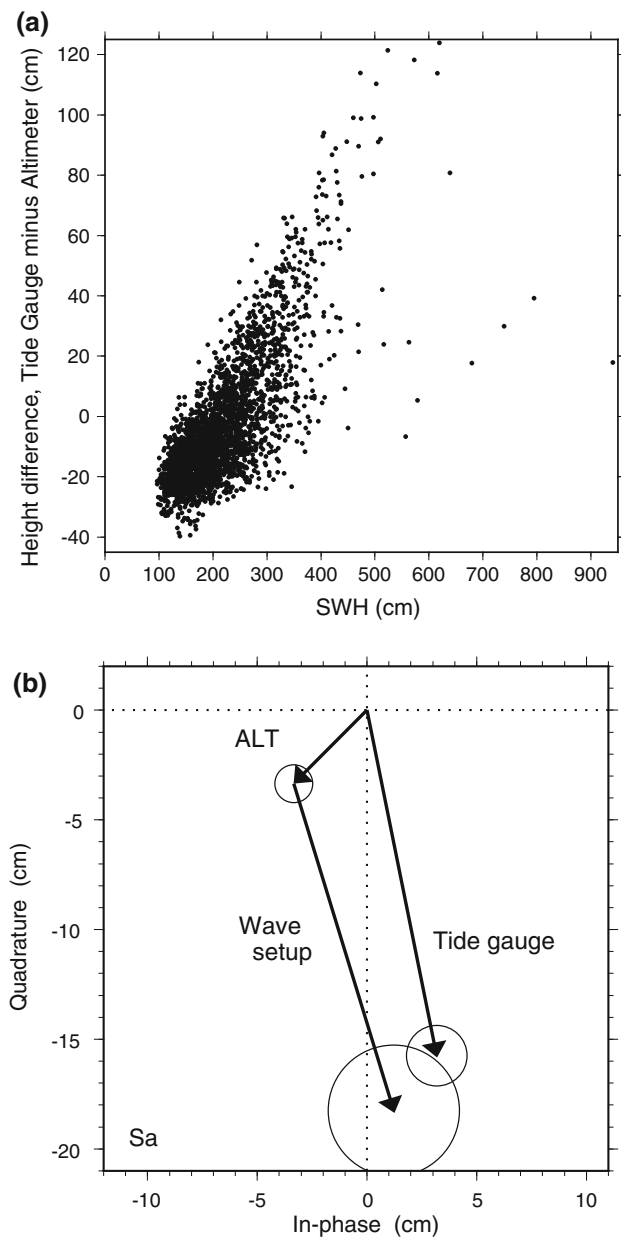 (a)
Height difference, Tide Gauge minus Altimeter (cm)
120
100
80
60
40
20
0
-20
-40
0 100 200 300 400 500 600 700 800 900
SWH (cm)
(b)
Quadrature (cm)
0
-5
-10
-15
-20
ALT
Wave
setup
Tide gauge
Sa
-10 -5 0 5 10
In-phase (cm)